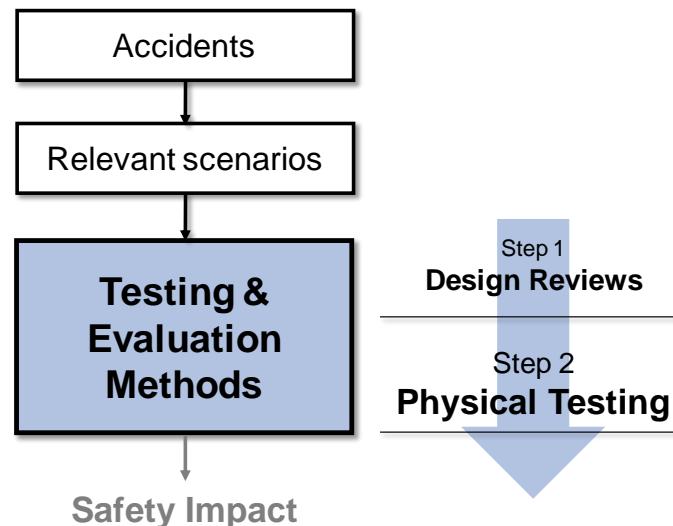 Accidents
Relevant scenarios
Testing &
Evaluation
Methods
Safety Impact
Step 1
Design Reviews
Step 2
Physical Testing